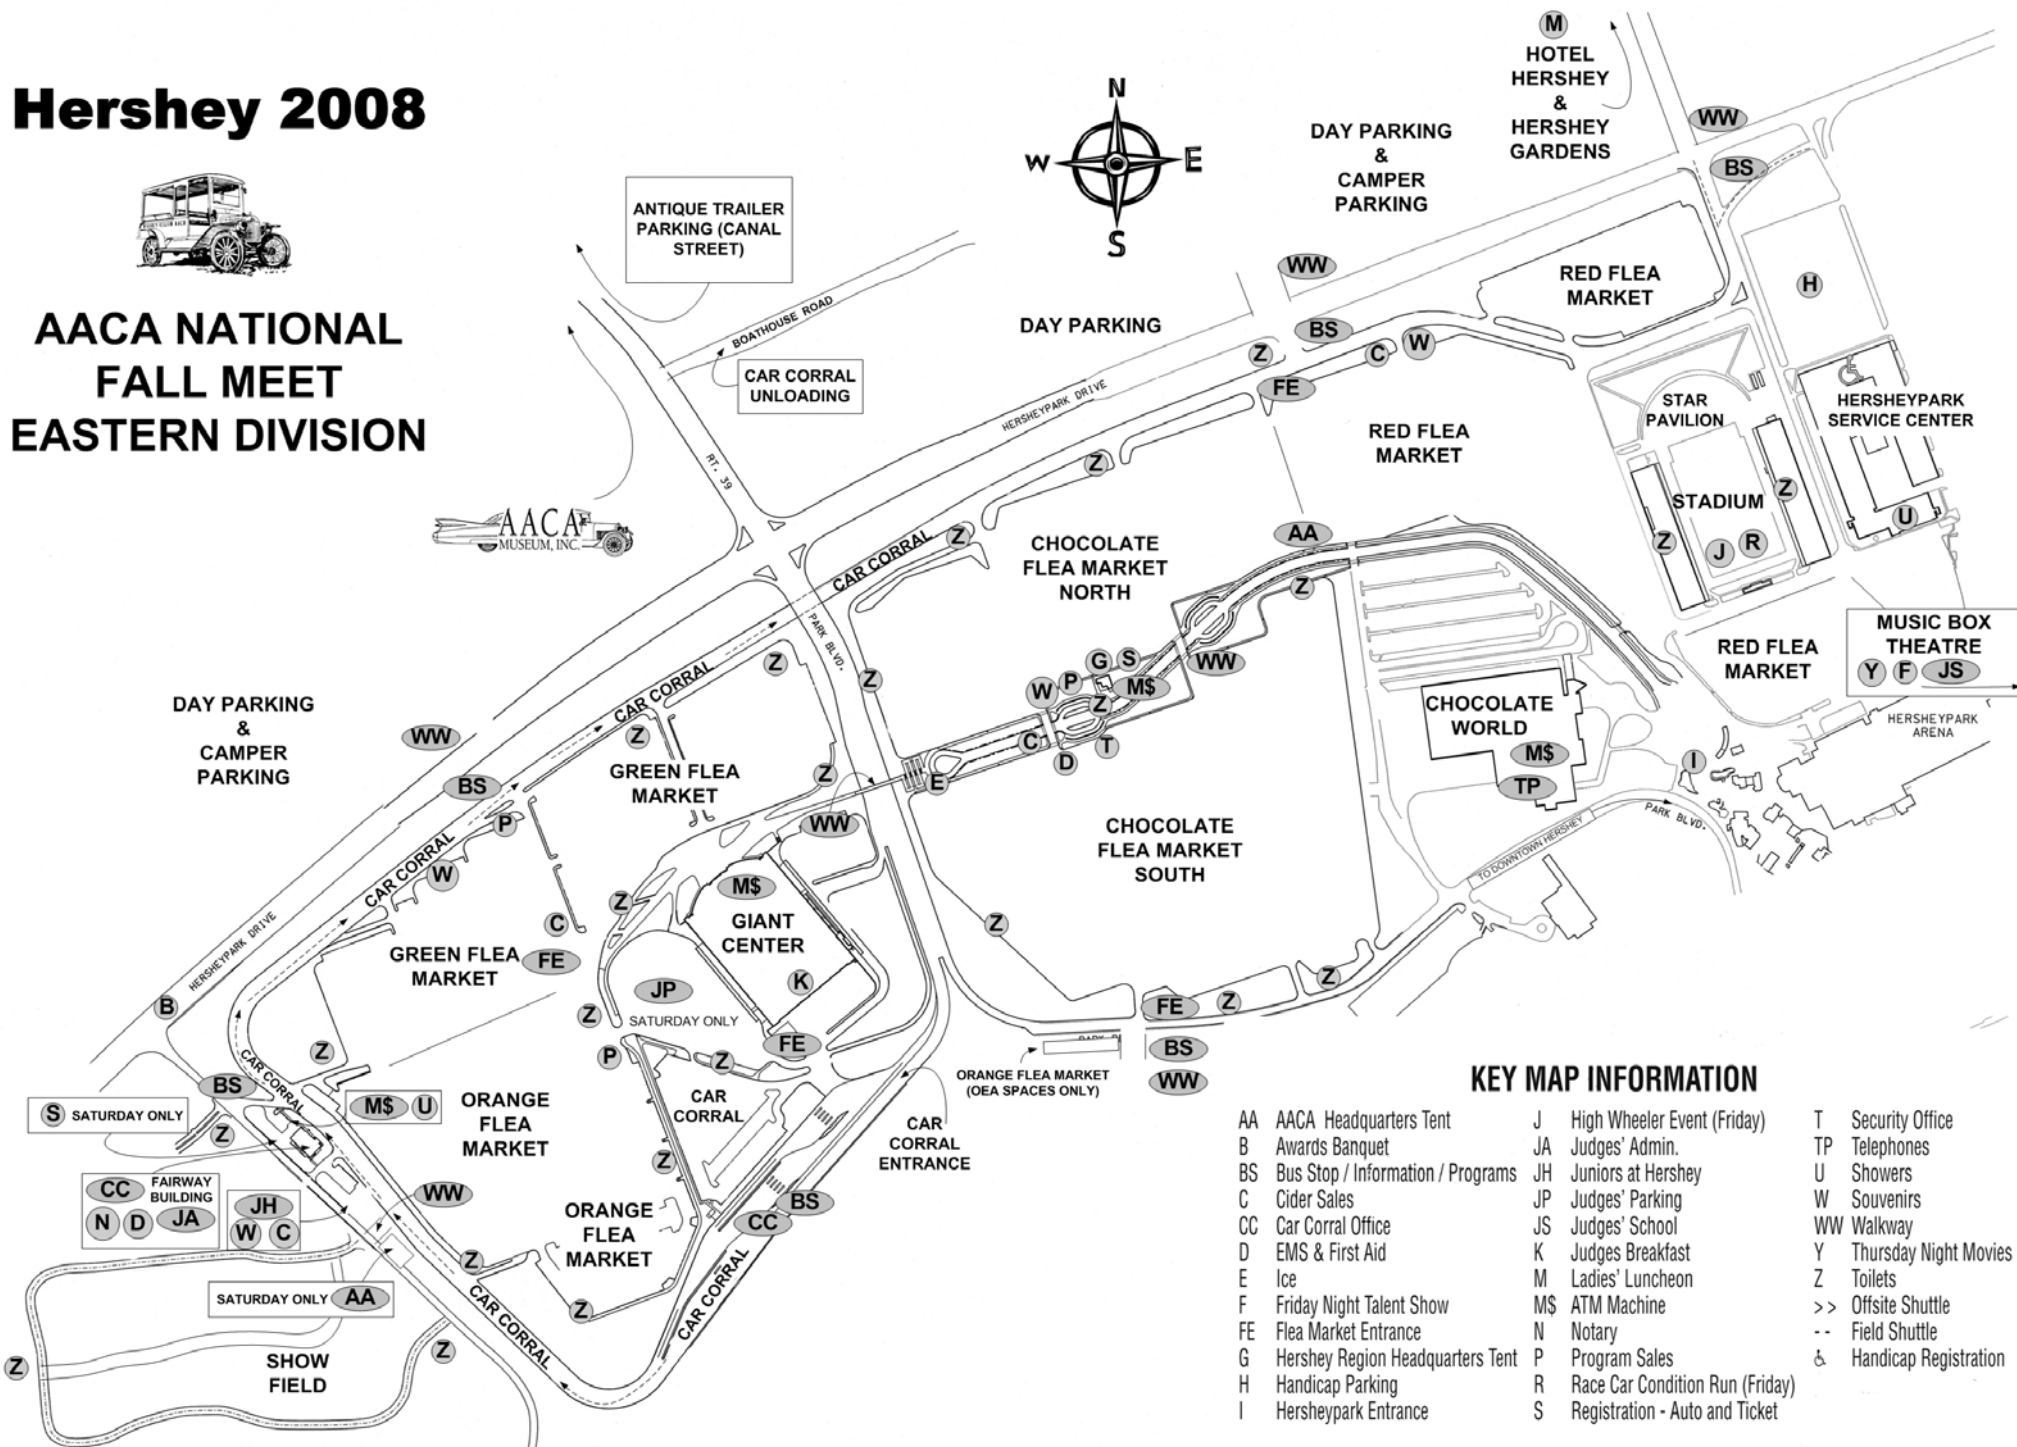 Hershey 2008
AACA NATIONAL
FALL MEET
EASTERN DIVISION
M
HOTEL
HERSHEY
&
HERSHEY
GARDENS
N
W
E
S
DAY PARKING
&
CAMPER
PARKING
WW
BS
ANTIQUE TRAILER
PARKING (CANAL
STREET)
BOATHOUSE ROAD
CAR CORRAL
UNLOADING
DAY PARKING
WW
BS
Z
C
W
FE
RED FLEA
MARKET
H
HERSHEYPARK DRIVE
RT. 39
AACA
MUSEUM, INC.
Z
Z
RED FLEA
MARKET
STAR
PAVILION
HERSHEYPARK
SERVICE CENTER
STADIUM
Z
Z
J
R
U
CAR CORRAL
CHOCOLATE
FLEA MARKET
NORTH
AA
Z
PARK BLVD.
MUSIC BOX
THEATRE
Y F JS
RED FLEA
MARKET
HERSHEYPARK
ARENA
G
S
WW
W
P
M$
Z
C
D
T
E
CHOCOLATE
WORLD
M$
TP
I
PARK BLVD.
TO DOWNTOWN HERSHEY
DAY PARKING
&
CAMPER
PARKING
WW
BS
CAR CORRAL
Z
Z
Z
Z
GREEN FLEA
MARKET
WW
P
W
CAR CORRAL
C
Z
M$
GIANT
CENTER
K
CHOCOLATE
FLEA MARKET
SOUTH
Z
Z
Z
FE
BS
WW
PARK BL
HERSHEYPARK DRIVE
B
GREEN FLEA
MARKET
FE
JP
SATURDAY ONLY
Z
FE
P
Z
Z
CAR CORRAL
BS
S SATURDAY ONLY
Z
M$ U
ORANGE
FLEA
MARKET
CAR
CORRAL
Z
CAR
CORRAL
ENTRANCE
ORANGE FLEA MARKET
(OEA SPACES ONLY)
CC FAIRWAY
BUILDING
N D JA
JH
W C
WW
ORANGE
FLEA
MARKET
BS
CC
Z
Z
CAR CORRAL
CAR CORRAL
SATURDAY ONLY AA
Z
Z
SHOW
FIELD
KEY MAP INFORMATION
AA AACA Headquarters Tent
B Awards Banquet
BS Bus Stop / Information / Programs
C Cider Sales
CC Car Corral Office
D EMS & First Aid
E Ice
F Friday Night Talent Show
FE Flea Market Entrance
G Hershey Region Headquarters Tent
H Handicap Parking
I Hersheypark Entrance
J High Wheeler Event (Friday)
JA Judges' Admin.
JH Juniors at Hershey
JP Judges' Parking
JS Judges' School
K Judges Breakfast
M Ladies' Luncheon
M$ ATM Machine
N Notary
P Program Sales
R Race Car Condition Run (Friday)
S Registration - Auto and Ticket
T Security Office
TP Telephones
U Showers
W Souvenirs
WW Walkway
Y Thursday Night Movies
Z Toilets
>> Offsite Shuttle
-- Field Shuttle
♿ Handicap Registration